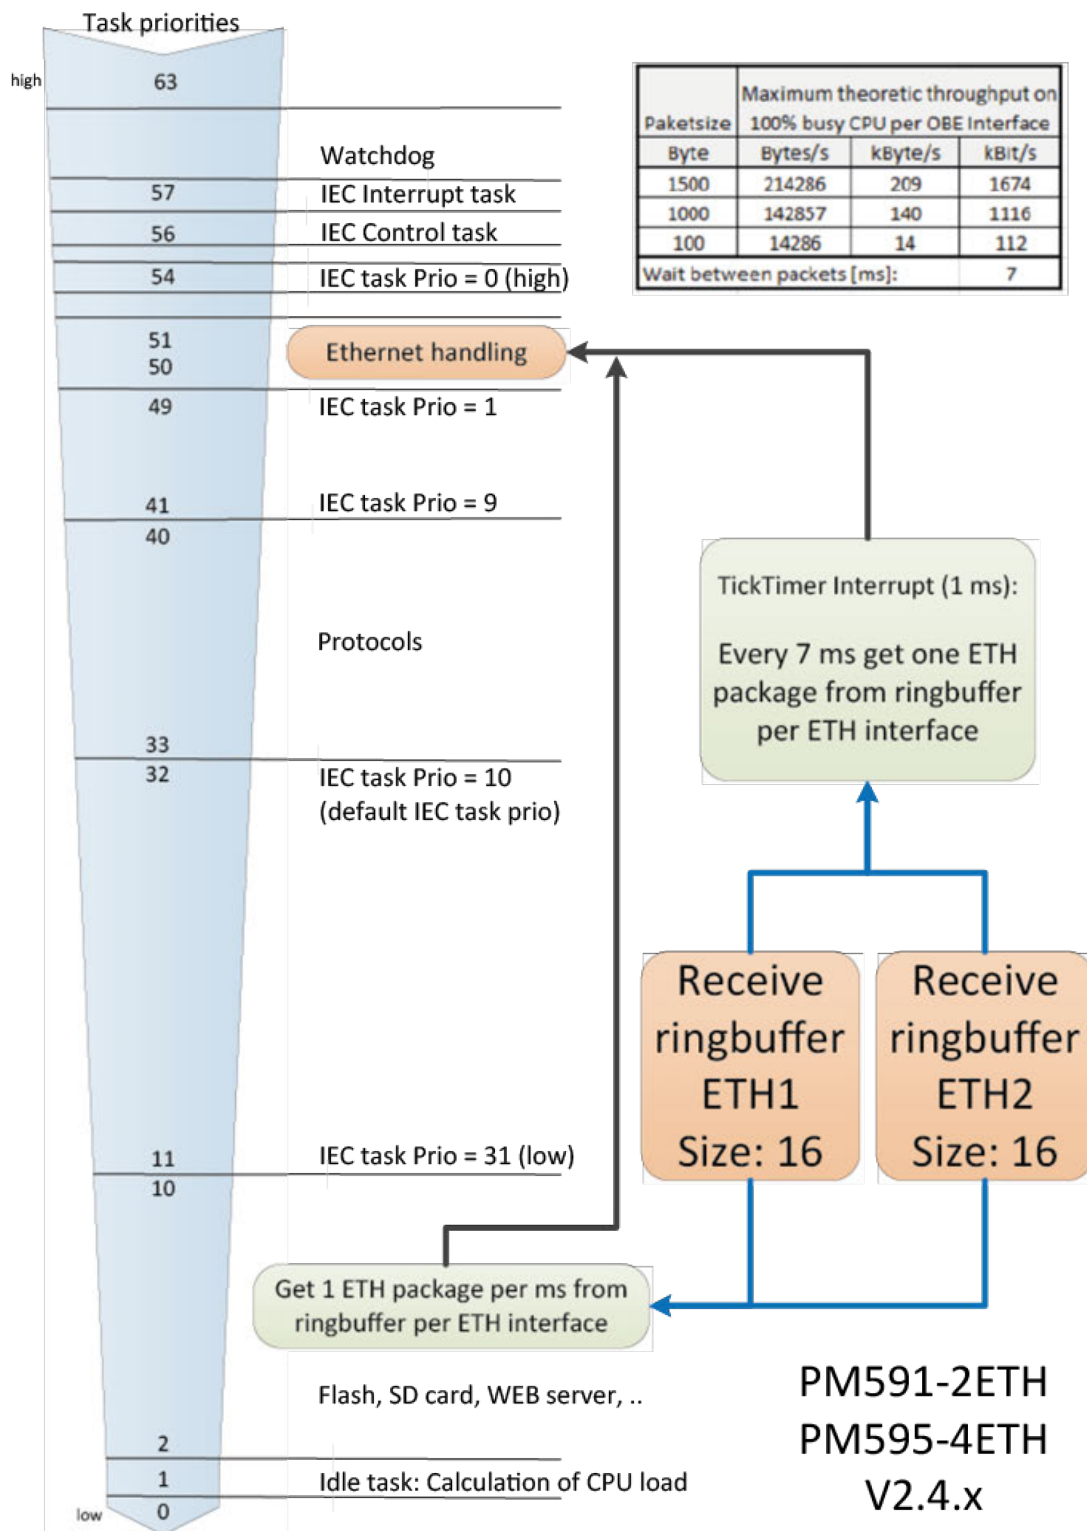 Task priorities
high
63
Watchdog
57
IEC Interrupt task
56
IEC Control task
54
IEC task Prio = 0 (high)
51
50
Ethernet handling
49
IEC task Prio = 1
41
IEC task Prio = 9
40
Protocols
33
32
IEC task Prio = 10
(default IEC task prio)
11
IEC task Prio = 31 (low)
10
Get 1 ETH package per ms from
ringbuffer per ETH interface
Flash, SD card, WEB server, ..
2
1
Idle task: Calculation of CPU load
low
0
Paketsize
Maximum theoretic throughput on
100% busy CPU per OBE Interface
Byte Bytes/s kByte/s kBit/s
1500 214286 209 1674
1000 142857 140 1116
100 14286 14 112
Wait between packets [ms]: 7
TickTimer Interrupt (1 ms):
Every 7 ms get one ETH
package from ringbuffer
per ETH interface
Receive
ringbuffer
ETH1
Size: 16
Receive
ringbuffer
ETH2
Size: 16
PM591-2ETH
PM595-4ETH
V2.4.x